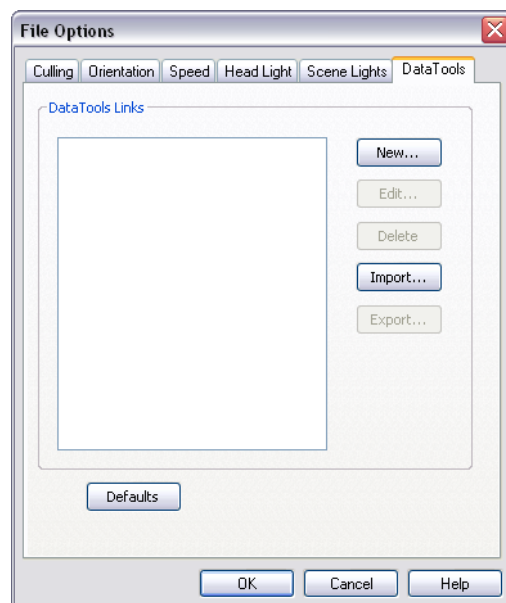 File Options
Culling Orientation Speed Head Light Scene Lights DataTools
DataTools Links
New...
Edit...
Delete
Import...
Export...
Defaults
OK Cancel Help